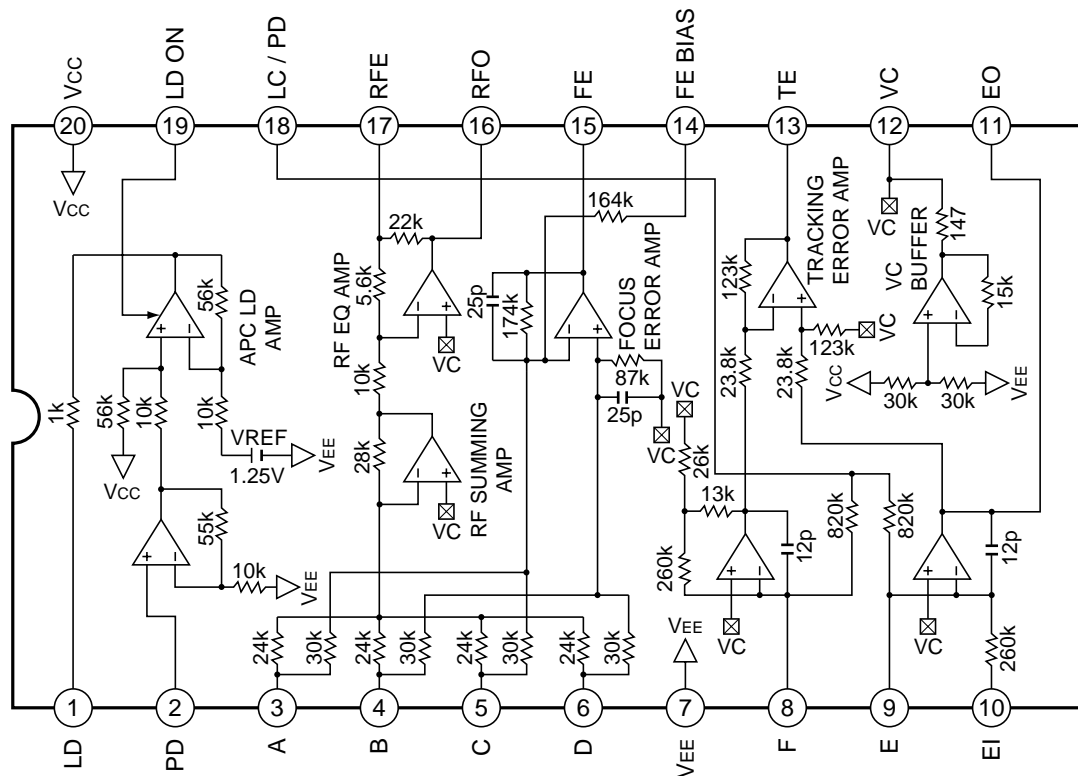 VCC
LD ON
LC / PD
RFE
RFO
FE
FE BIAS
TE
VC
EO
20
19
18
17
16
15
14
13
12
11
VCC
22k
164k
VC
147
56k
APC LD
AMP
5.6k
RF EQ AMP
VC
25p
174k
FOCUS
ERROR AMP
123k
TRACKING
ERROR AMP
VC
123k
VC
BUFFER
15k
1k
56k
10k
10k
VREF
1.25V
VEE
VCC
10k
28k
RF SUMMING
AMP
VC
87k
25p
VC
VC
26k
23.8k
23.8k
VCC
30k
30k
VEE
55k
10k
VEE
13k
260k
12p
820k
820k
12p
VC
VC
260k
24k
30k
24k
30k
24k
30k
24k
30k
VEE
1
2
3
4
5
6
7
8
9
10
LD
PD
A
B
C
D
VEE
F
E
EI
+
–
+
–
–
+
–
+
–
+
–
+
+
–
+
–
+
–